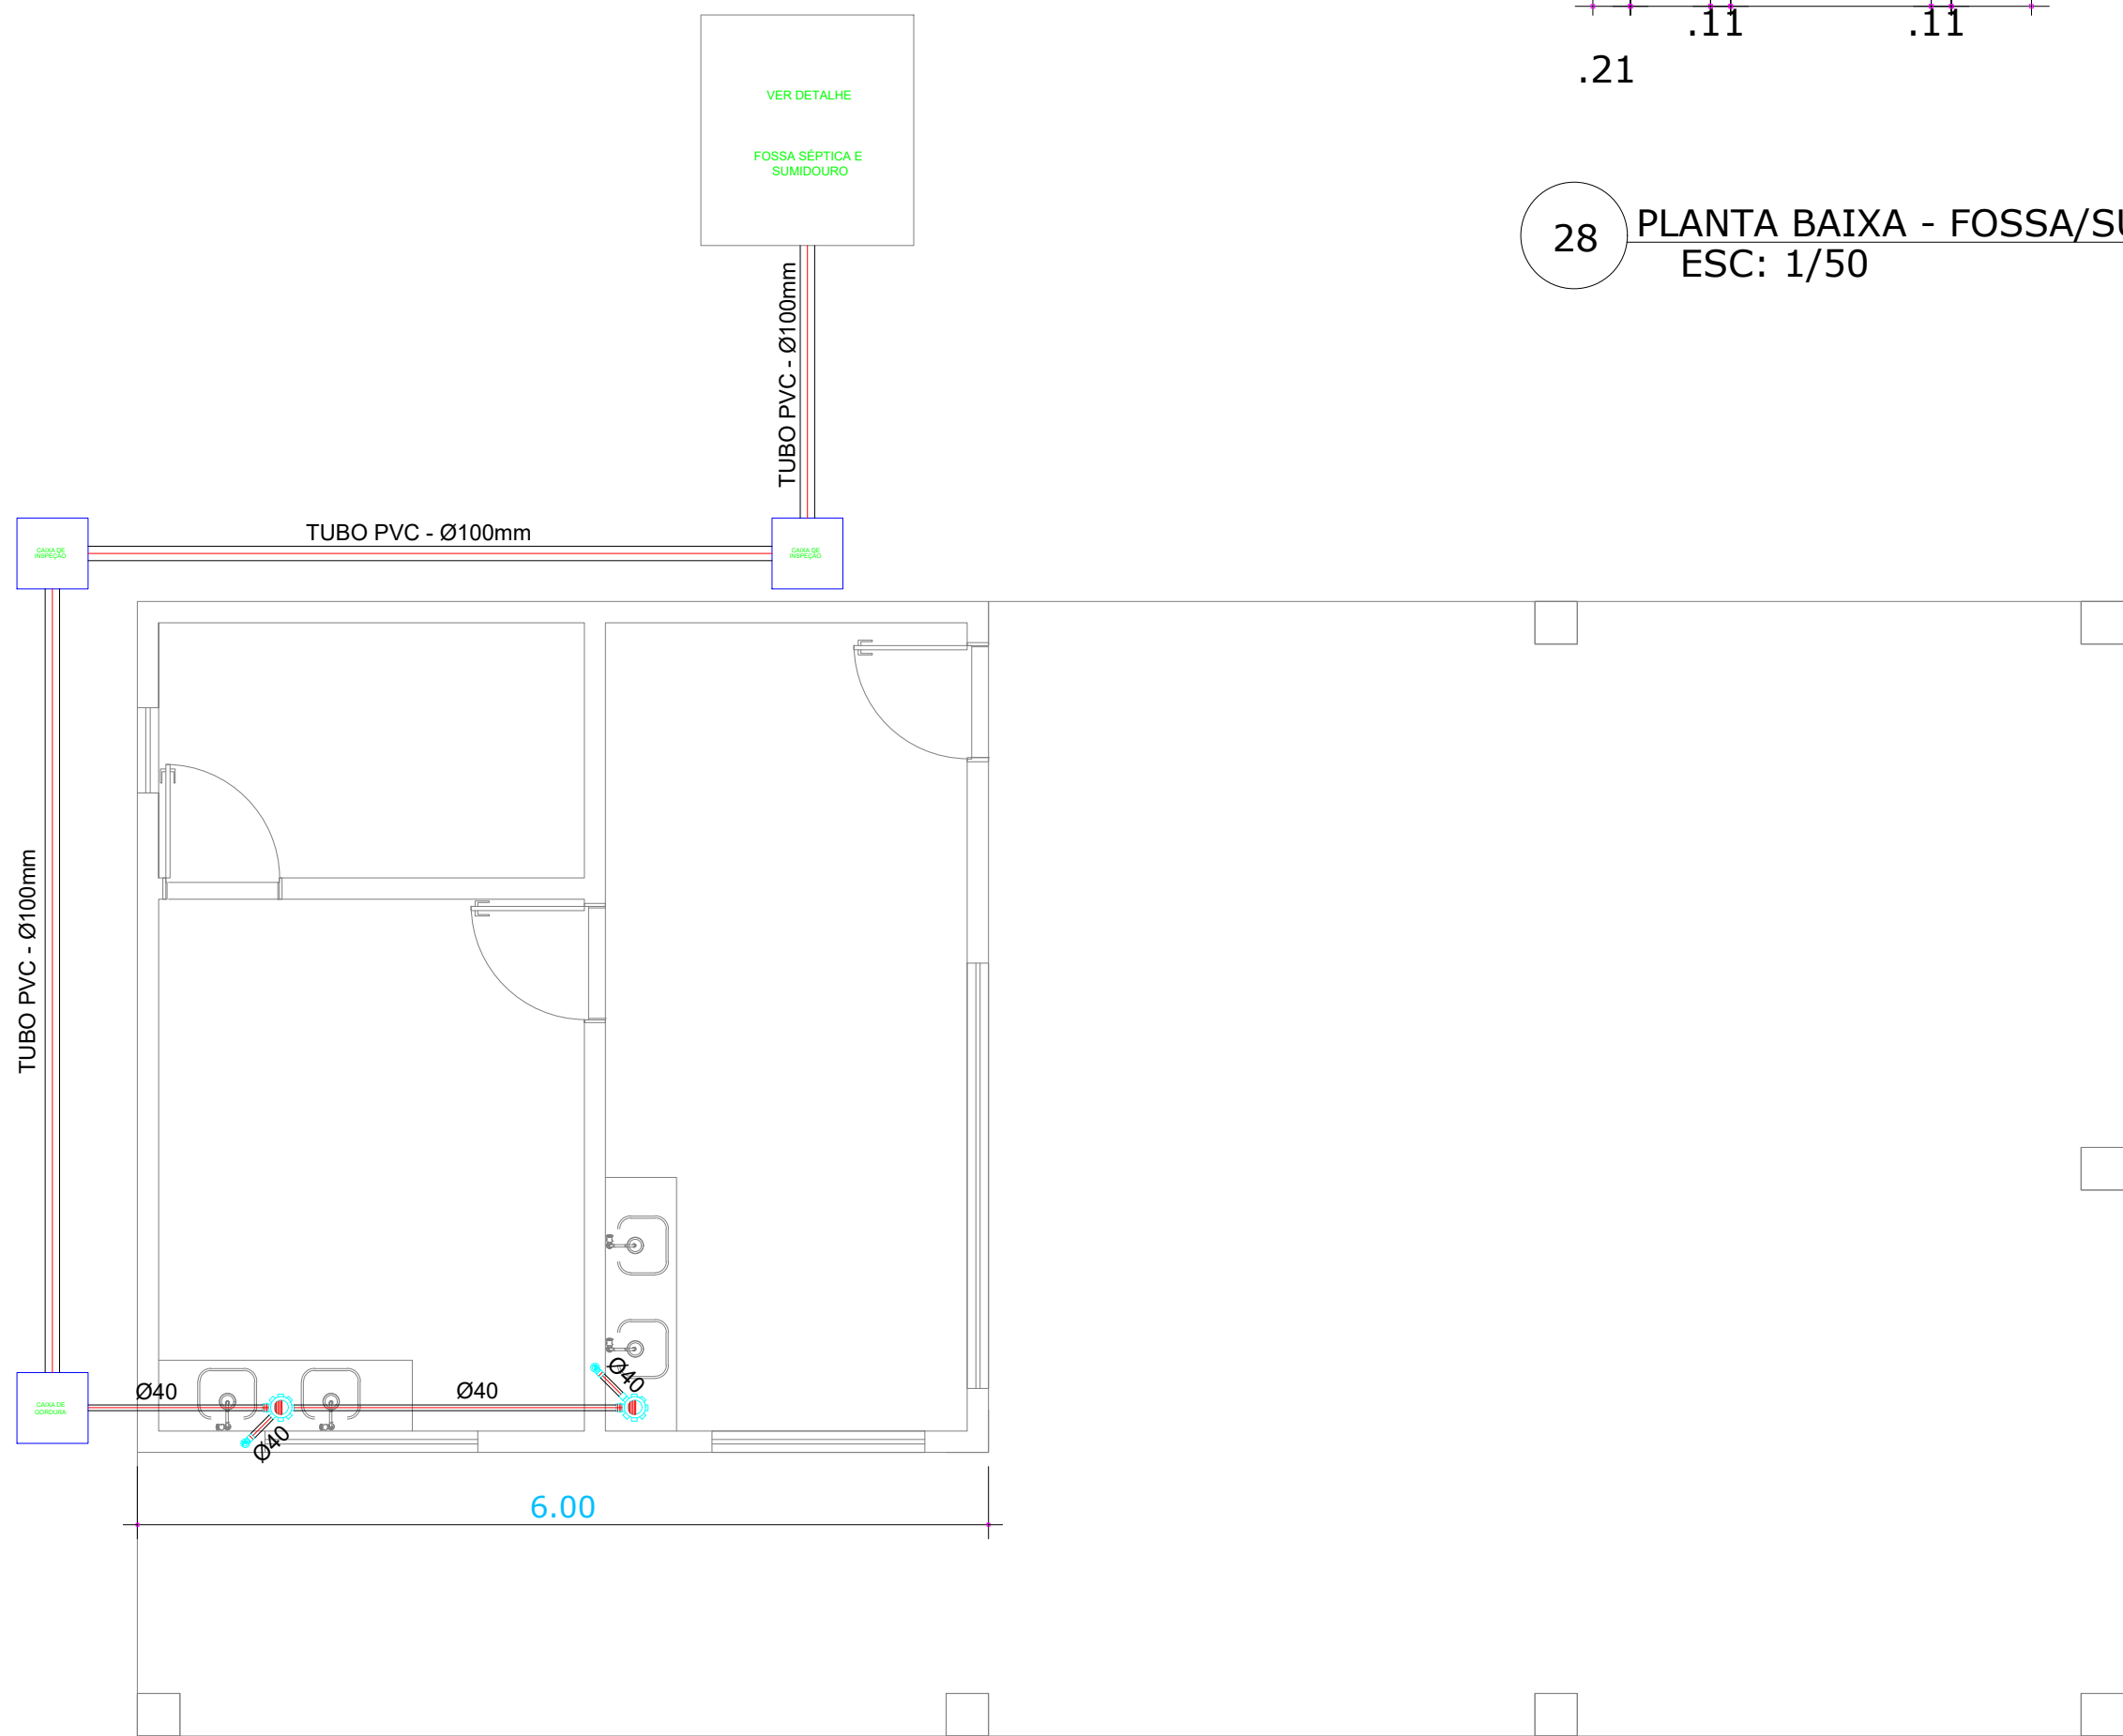 .11
.11
.21
VER DETALHE
FOSSA SÉPTICA E
SUMIDOURO
28
PLANTA BAIXA - FOSSA/SU
ESC: 1/50
TUBO PVC - Ø100mm
TUBO PVC - Ø100mm
CAIXA DE
INSPEÇÃO
CAIXA DE
INSPEÇÃO
TUBO PVC - Ø100mm
Ø40
Ø40
Ø40
Ø40
CAIXA DE
GORDURA
6.00